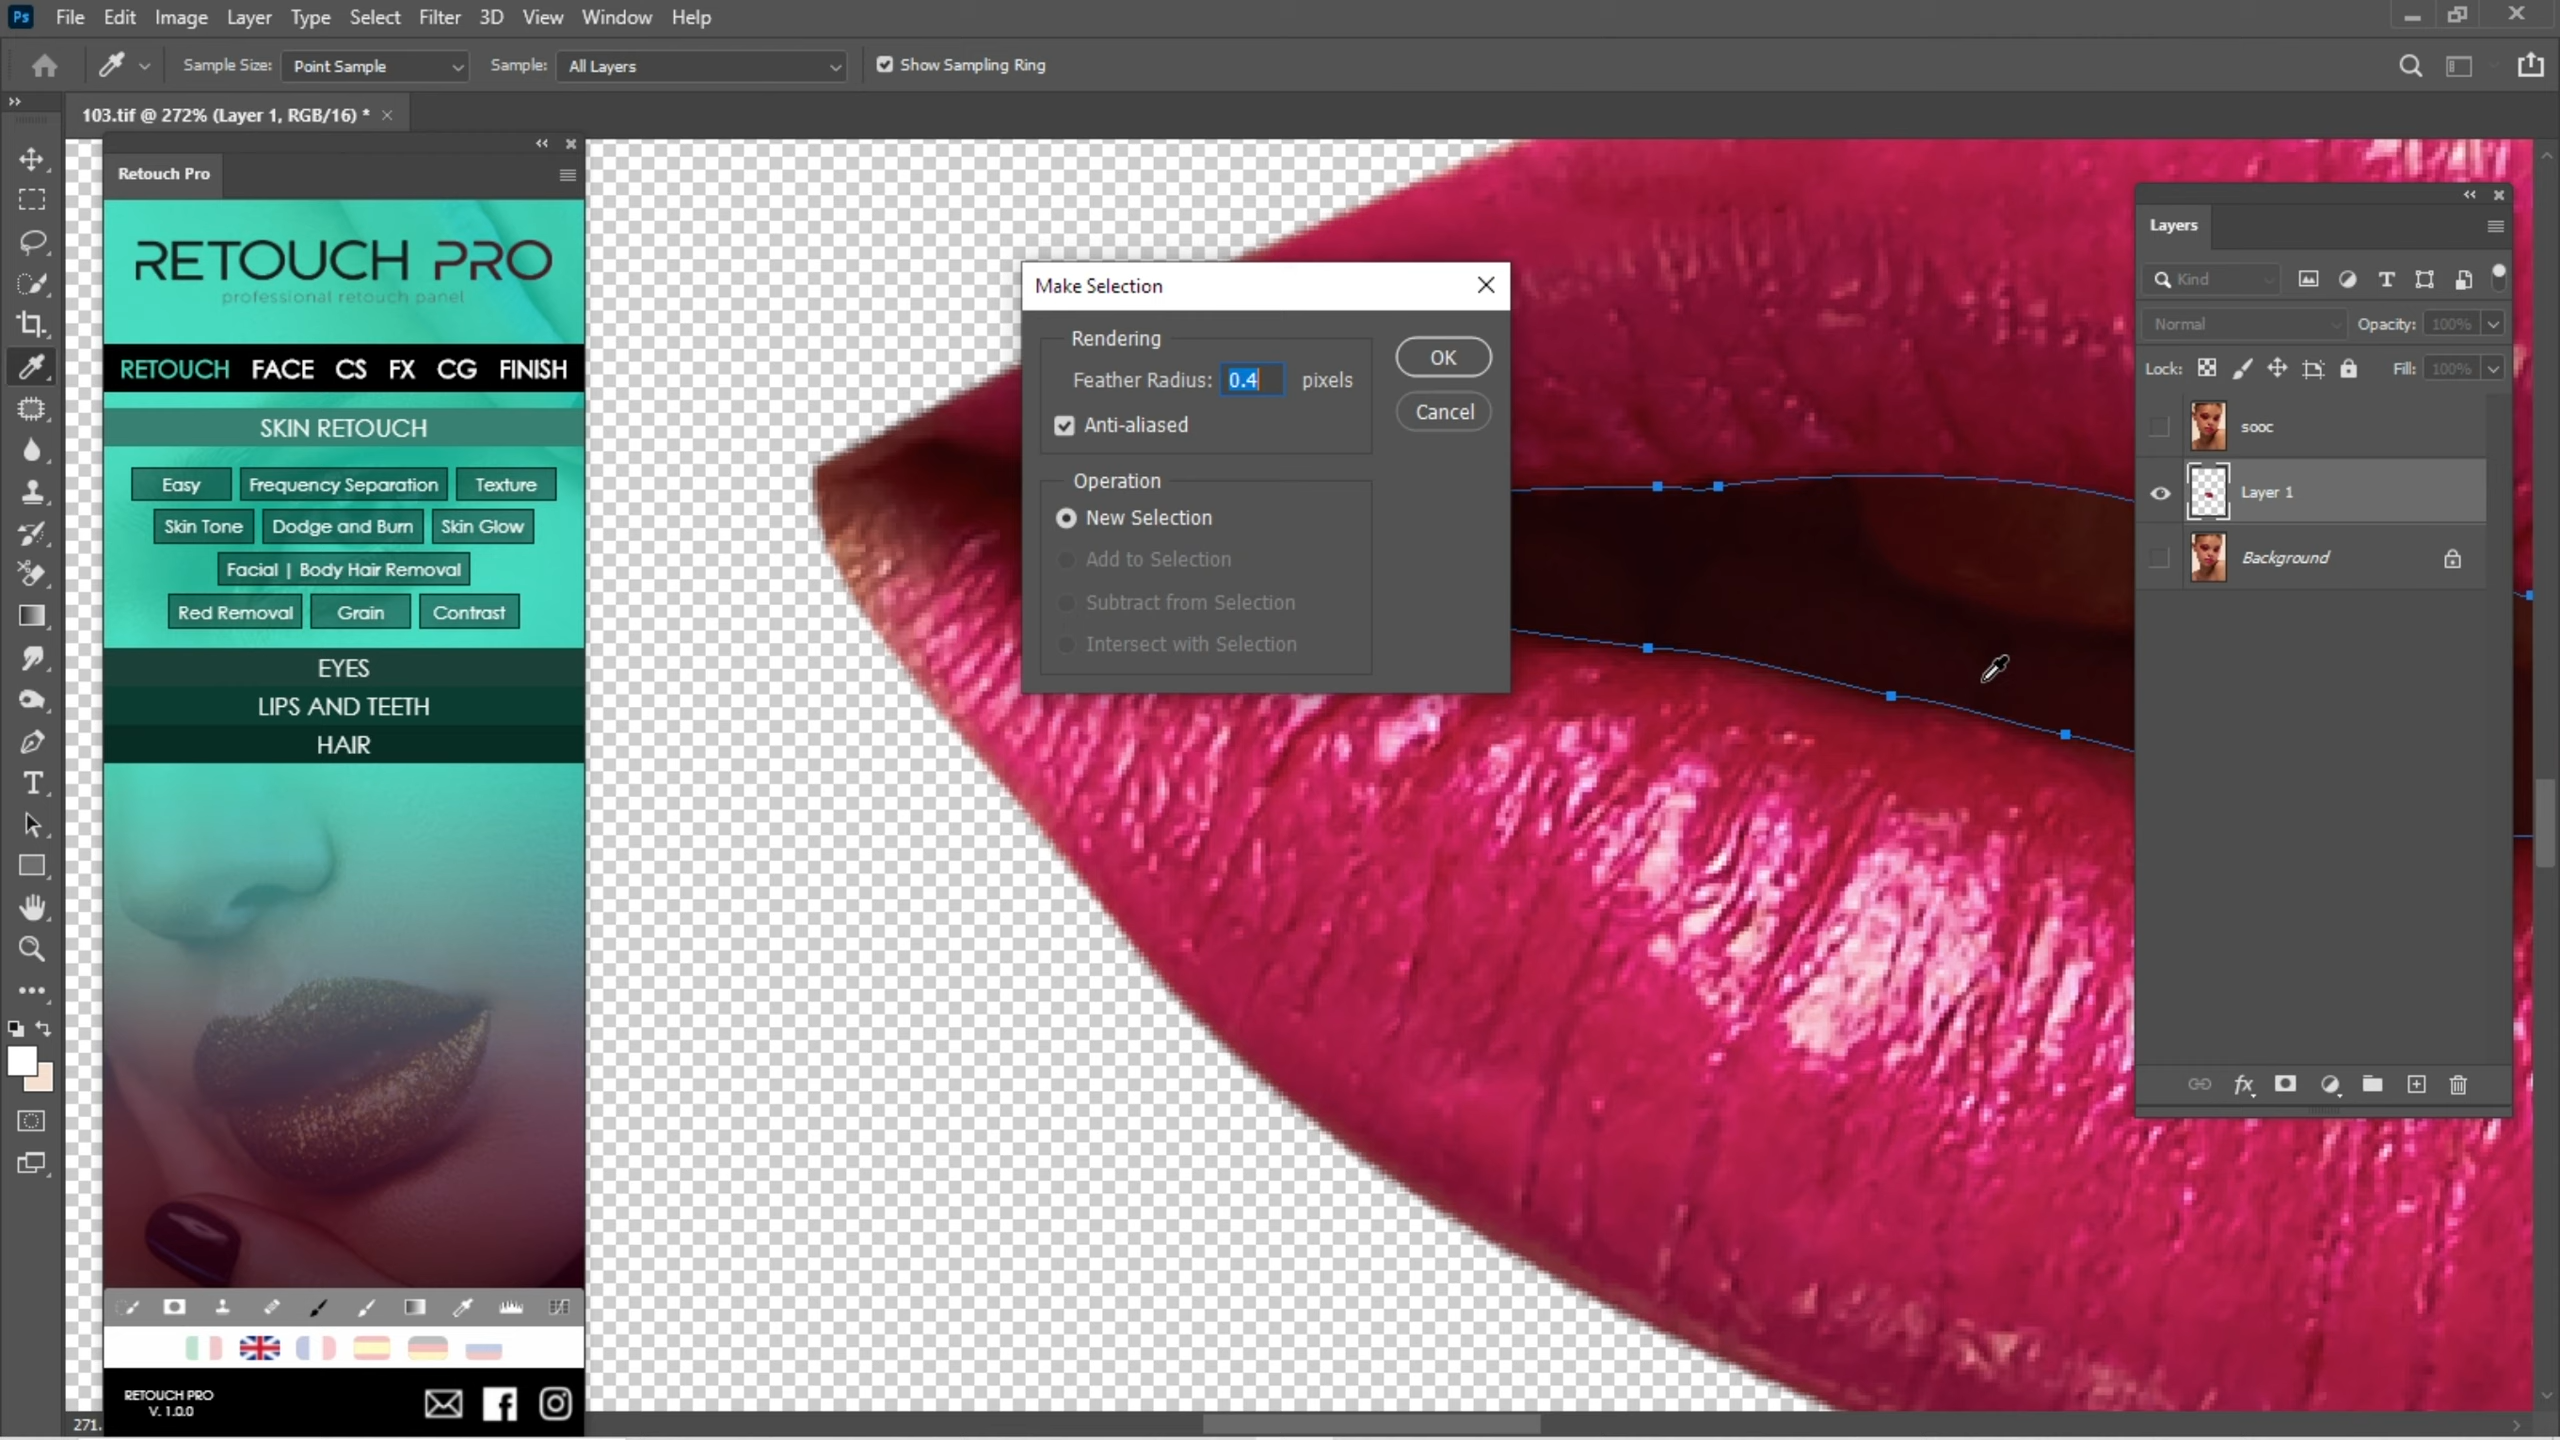 Ps File Edit Image Layer Type Select Filter 3D View Window Help
Sample Size: Point Sample Sample: All Layers Show Sampling Ring
103.tif @ 272% (Layer 1, RGB/16) *
Retouch Pro
RETOUCH PRO
professional retouch panel
RETOUCH FACE CS FX CG FINISH
SKIN RETOUCH
Easy Frequency Separation Texture
Skin Tone Dodge and Burn Skin Glow
Facial | Body Hair Removal
Red Removal Grain Contrast
EYES
LIPS AND TEETH
HAIR
RETOUCH PRO
V. 1.0.0
271.
Make Selection
Rendering
Feather Radius: 0.4 pixels
Anti-aliased
OK
Cancel
Operation
New Selection
Add to Selection
Subtract from Selection
Intersect with Selection
Layers
Kind
Normal Opacity: 100%
Lock: Fill: 100%
sooc
Layer 1
Background
fx